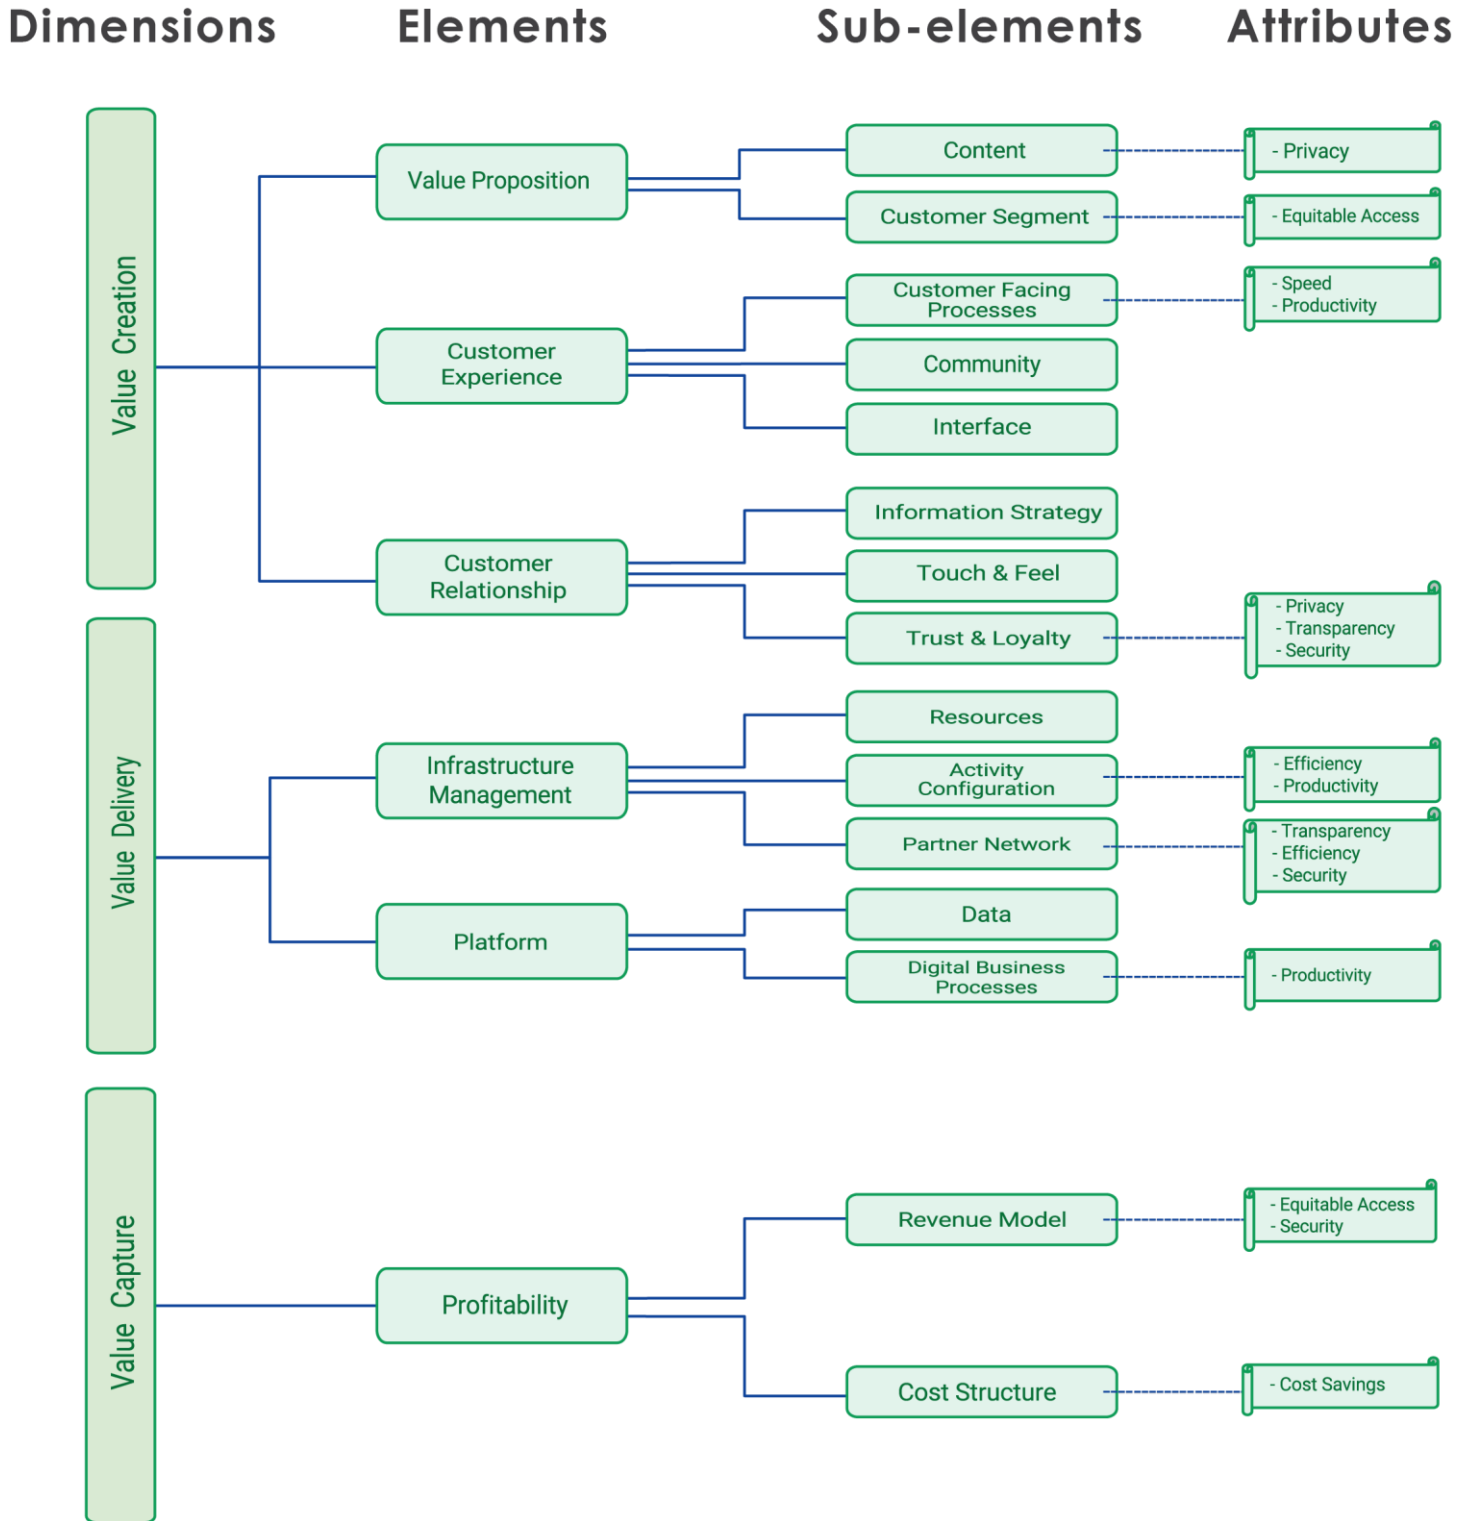 Dimensions Elements Sub-elements Attributes
Value Creation
Value Proposition
Content
- Privacy
Customer Segment
- Equitable Access
Customer
Experience
Customer Facing
Processes
- Speed
- Productivity
Community
Interface
Customer
Relationship
Information Strategy
Touch & Feel
Trust & Loyalty
- Privacy
- Transparency
- Security
Value Delivery
Infrastructure
Management
Resources
Activity
Configuration
- Efficiency
- Productivity
Partner Network
- Transparency
- Efficiency
- Security
Platform
Data
Digital Business
Processes
- Productivity
Value Capture
Profitability
Revenue Model
- Equitable Access
- Security
Cost Structure
- Cost Savings